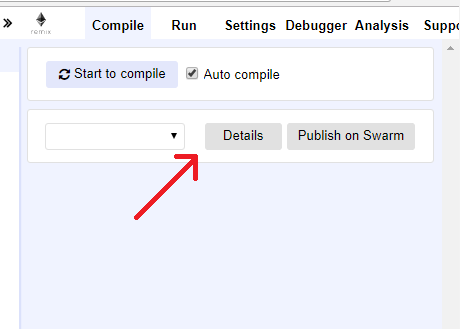 » remix Compile Run Settings Debugger Analysis Suppo
Start to compile Auto compile
Details Publish on Swarm